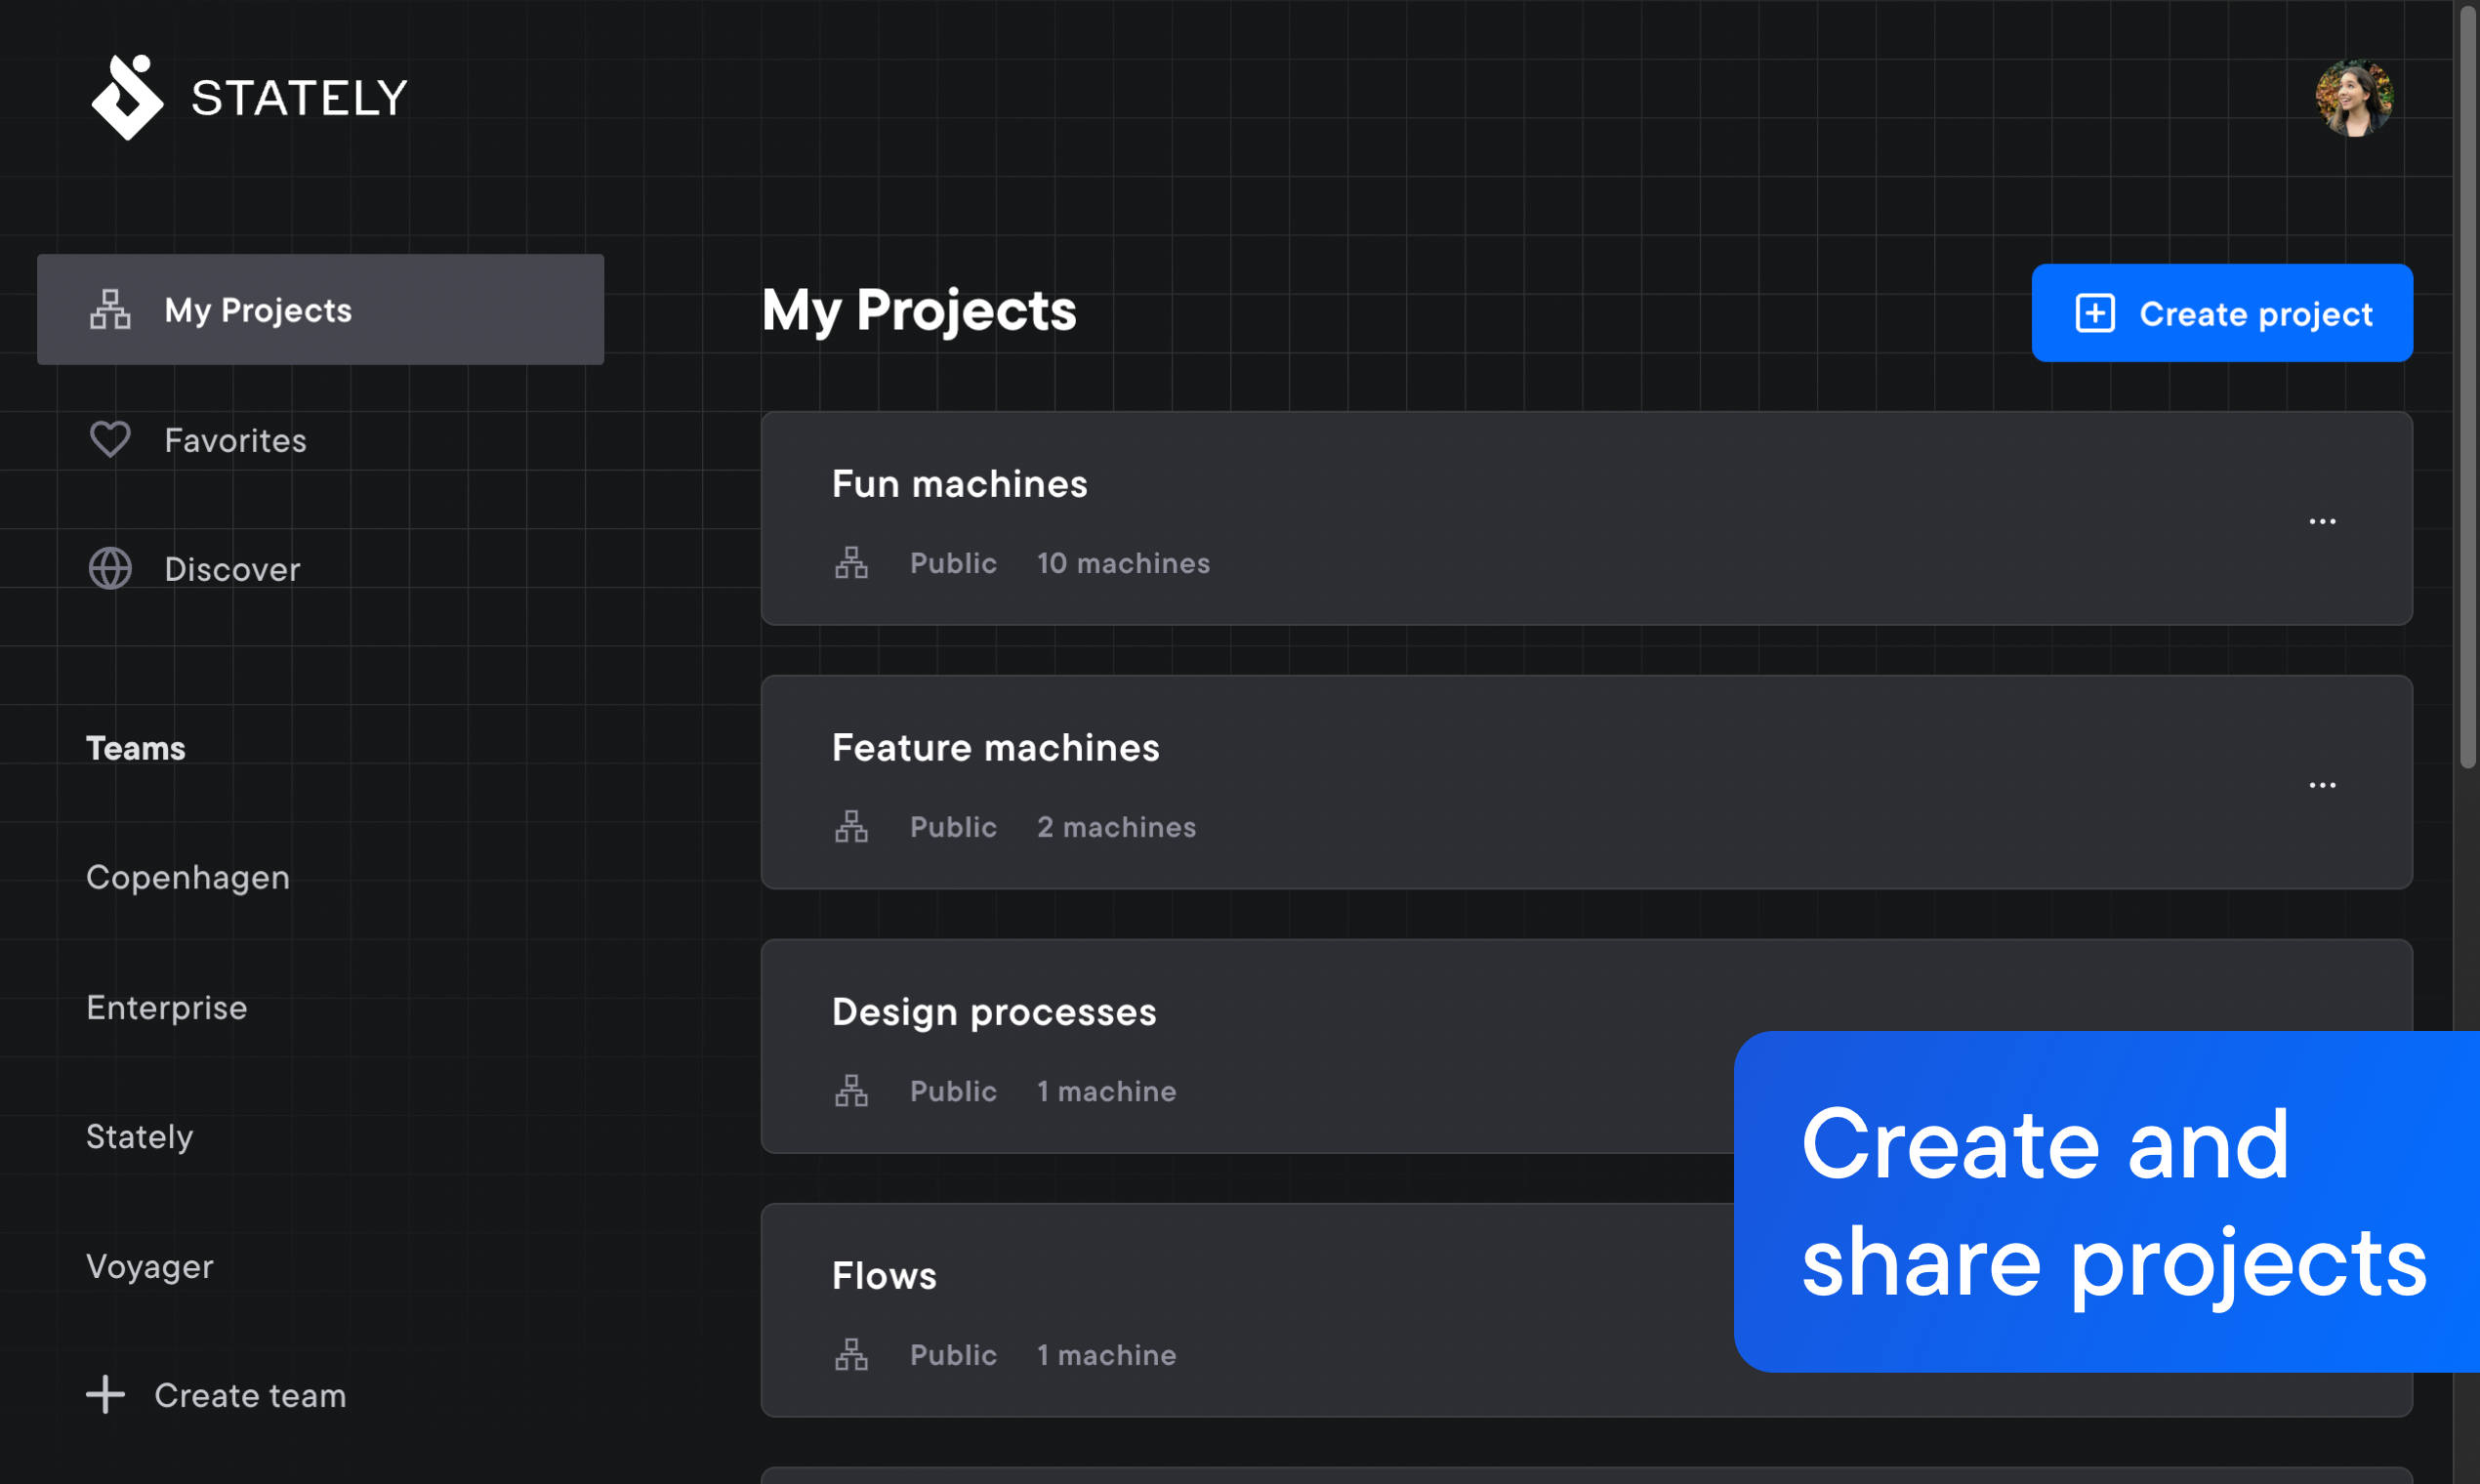 STATELY
My Projects
Favorites
Discover
Teams
Copenhagen
Enterprise
Stately
Voyager
Create team
My Projects
Create project
Fun machines
Public 10 machines
Feature machines
Public 2 machines
Design processes
Public 1 machine
Flows
Public 1 machine
Create and
share projects